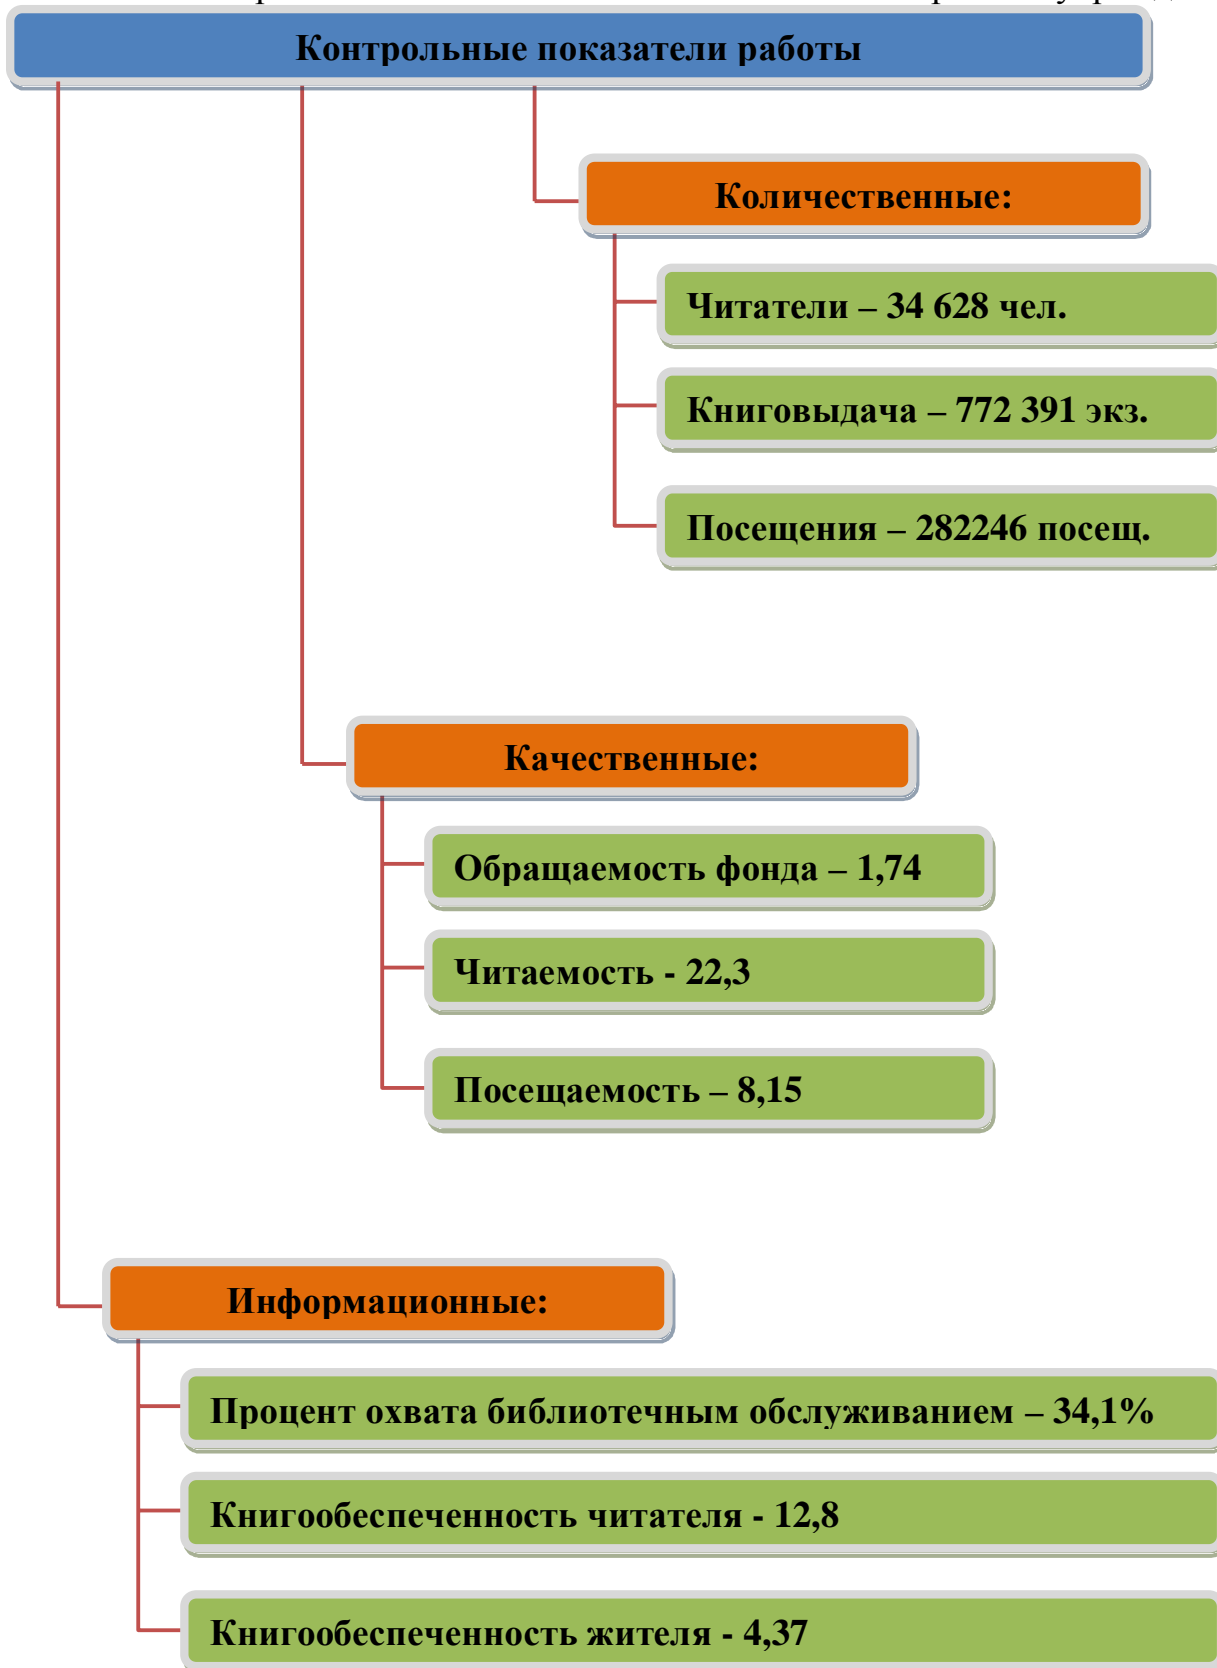 Контрольные показатели работы
Количественные:
Читатели – 34 628 чел.
Книговыдача – 772 391 экз.
Посещения – 282246 посещ.
Качественные:
Обращаемость фонда – 1,74
Читаемость - 22,3
Посещаемость – 8,15
Информационные:
Процент охвата библиотечным обслуживанием – 34,1%
Книгообеспеченность читателя - 12,8
Книгообеспеченность жителя - 4,37